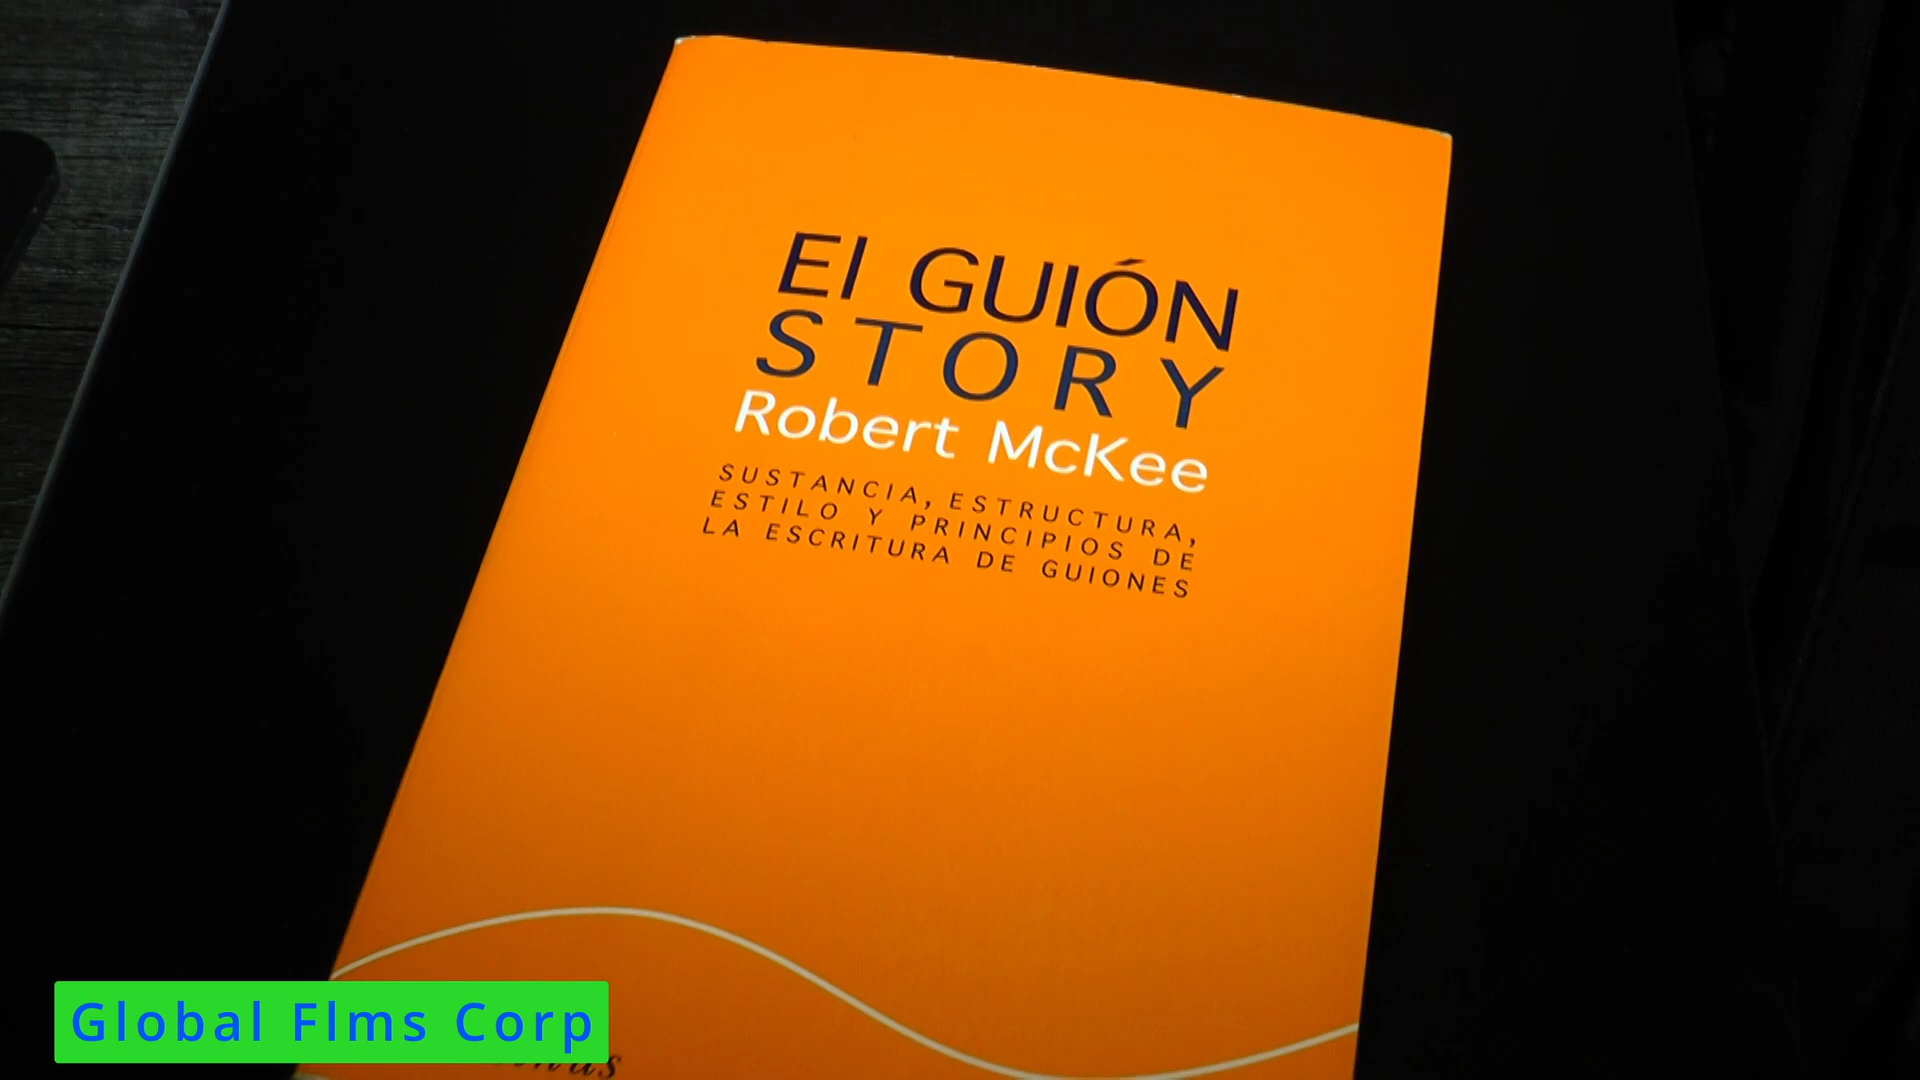 El GUIÓN
STORY
Robert McKee
SUSTANCIA, ESTRUCTURA,
ESTILO Y PRINCIPIOS DE
LA ESCRITURA DE GUIONES
Global Flms Corp